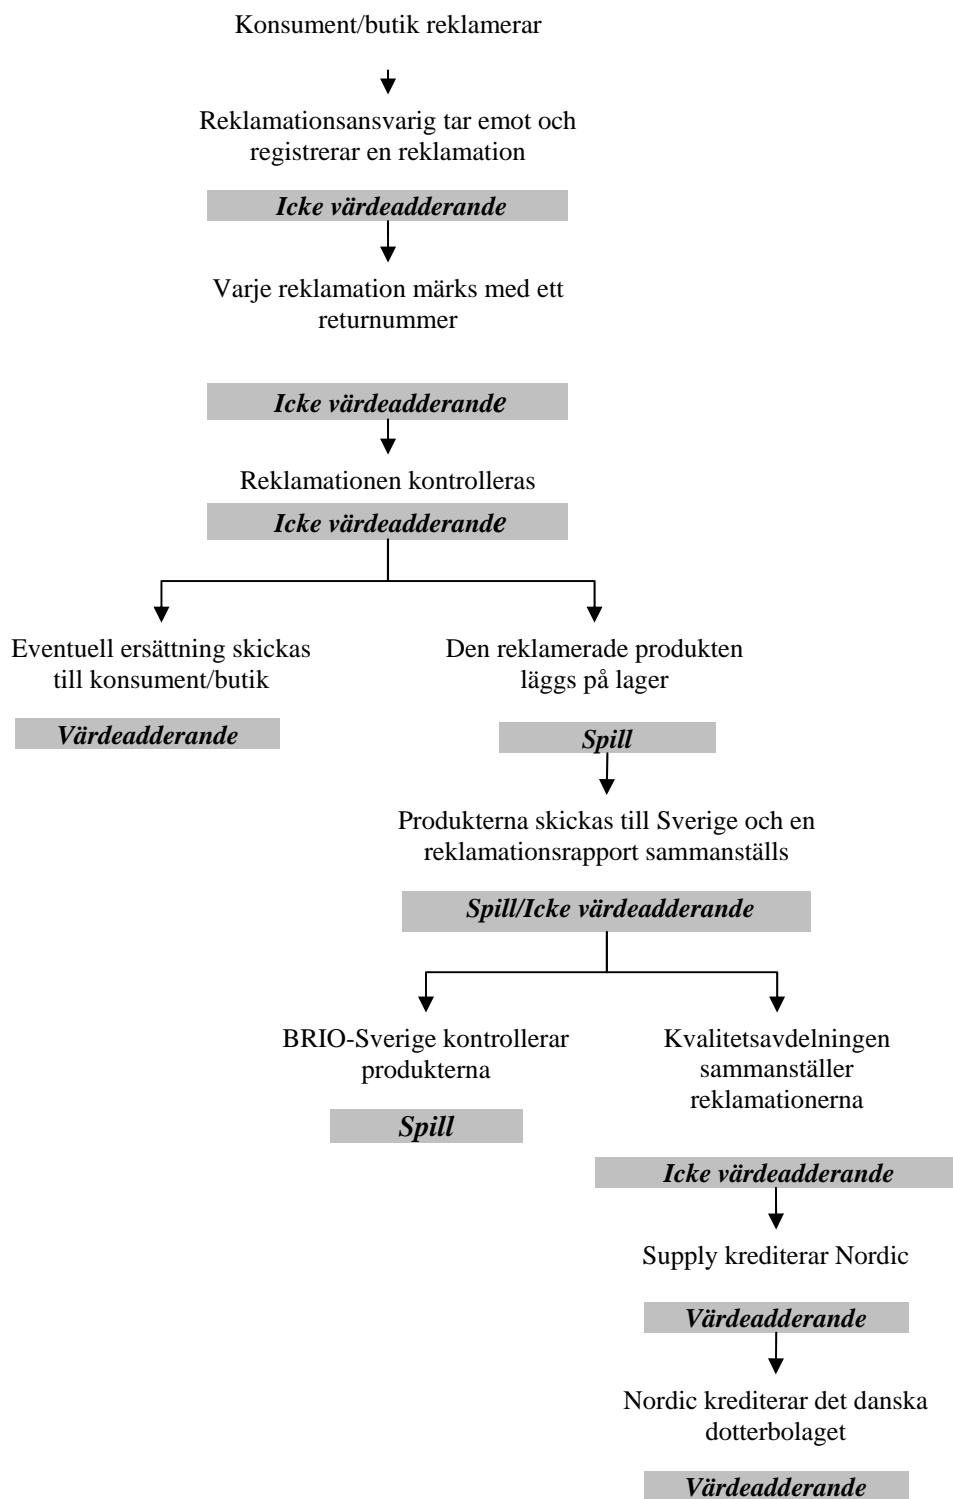 Konsument/butik reklamerar
Reklamationsansvarig tar emot och
registrerar en reklamation
Icke värdeadderande
Varje reklamation märks med ett
returnummer
Icke värdeadderande
Reklamationen kontrolleras
Icke värdeadderande
Eventuell ersättning skickas
till konsument/butik
Värdeadderande
Den reklamerade produkten
läggs på lager
Spill
Produkterna skickas till Sverige och en
reklamationsrapport sammanställs
Spill/Icke värdeadderande
BRIO-Sverige kontrollerar
produkterna
Spill
Kvalitetsavdelningen
sammanställer
reklamationerna
Icke värdeadderande
Supply krediterar Nordic
Värdeadderande
Nordic krediterar det danska
dotterbolaget
Värdeadderande